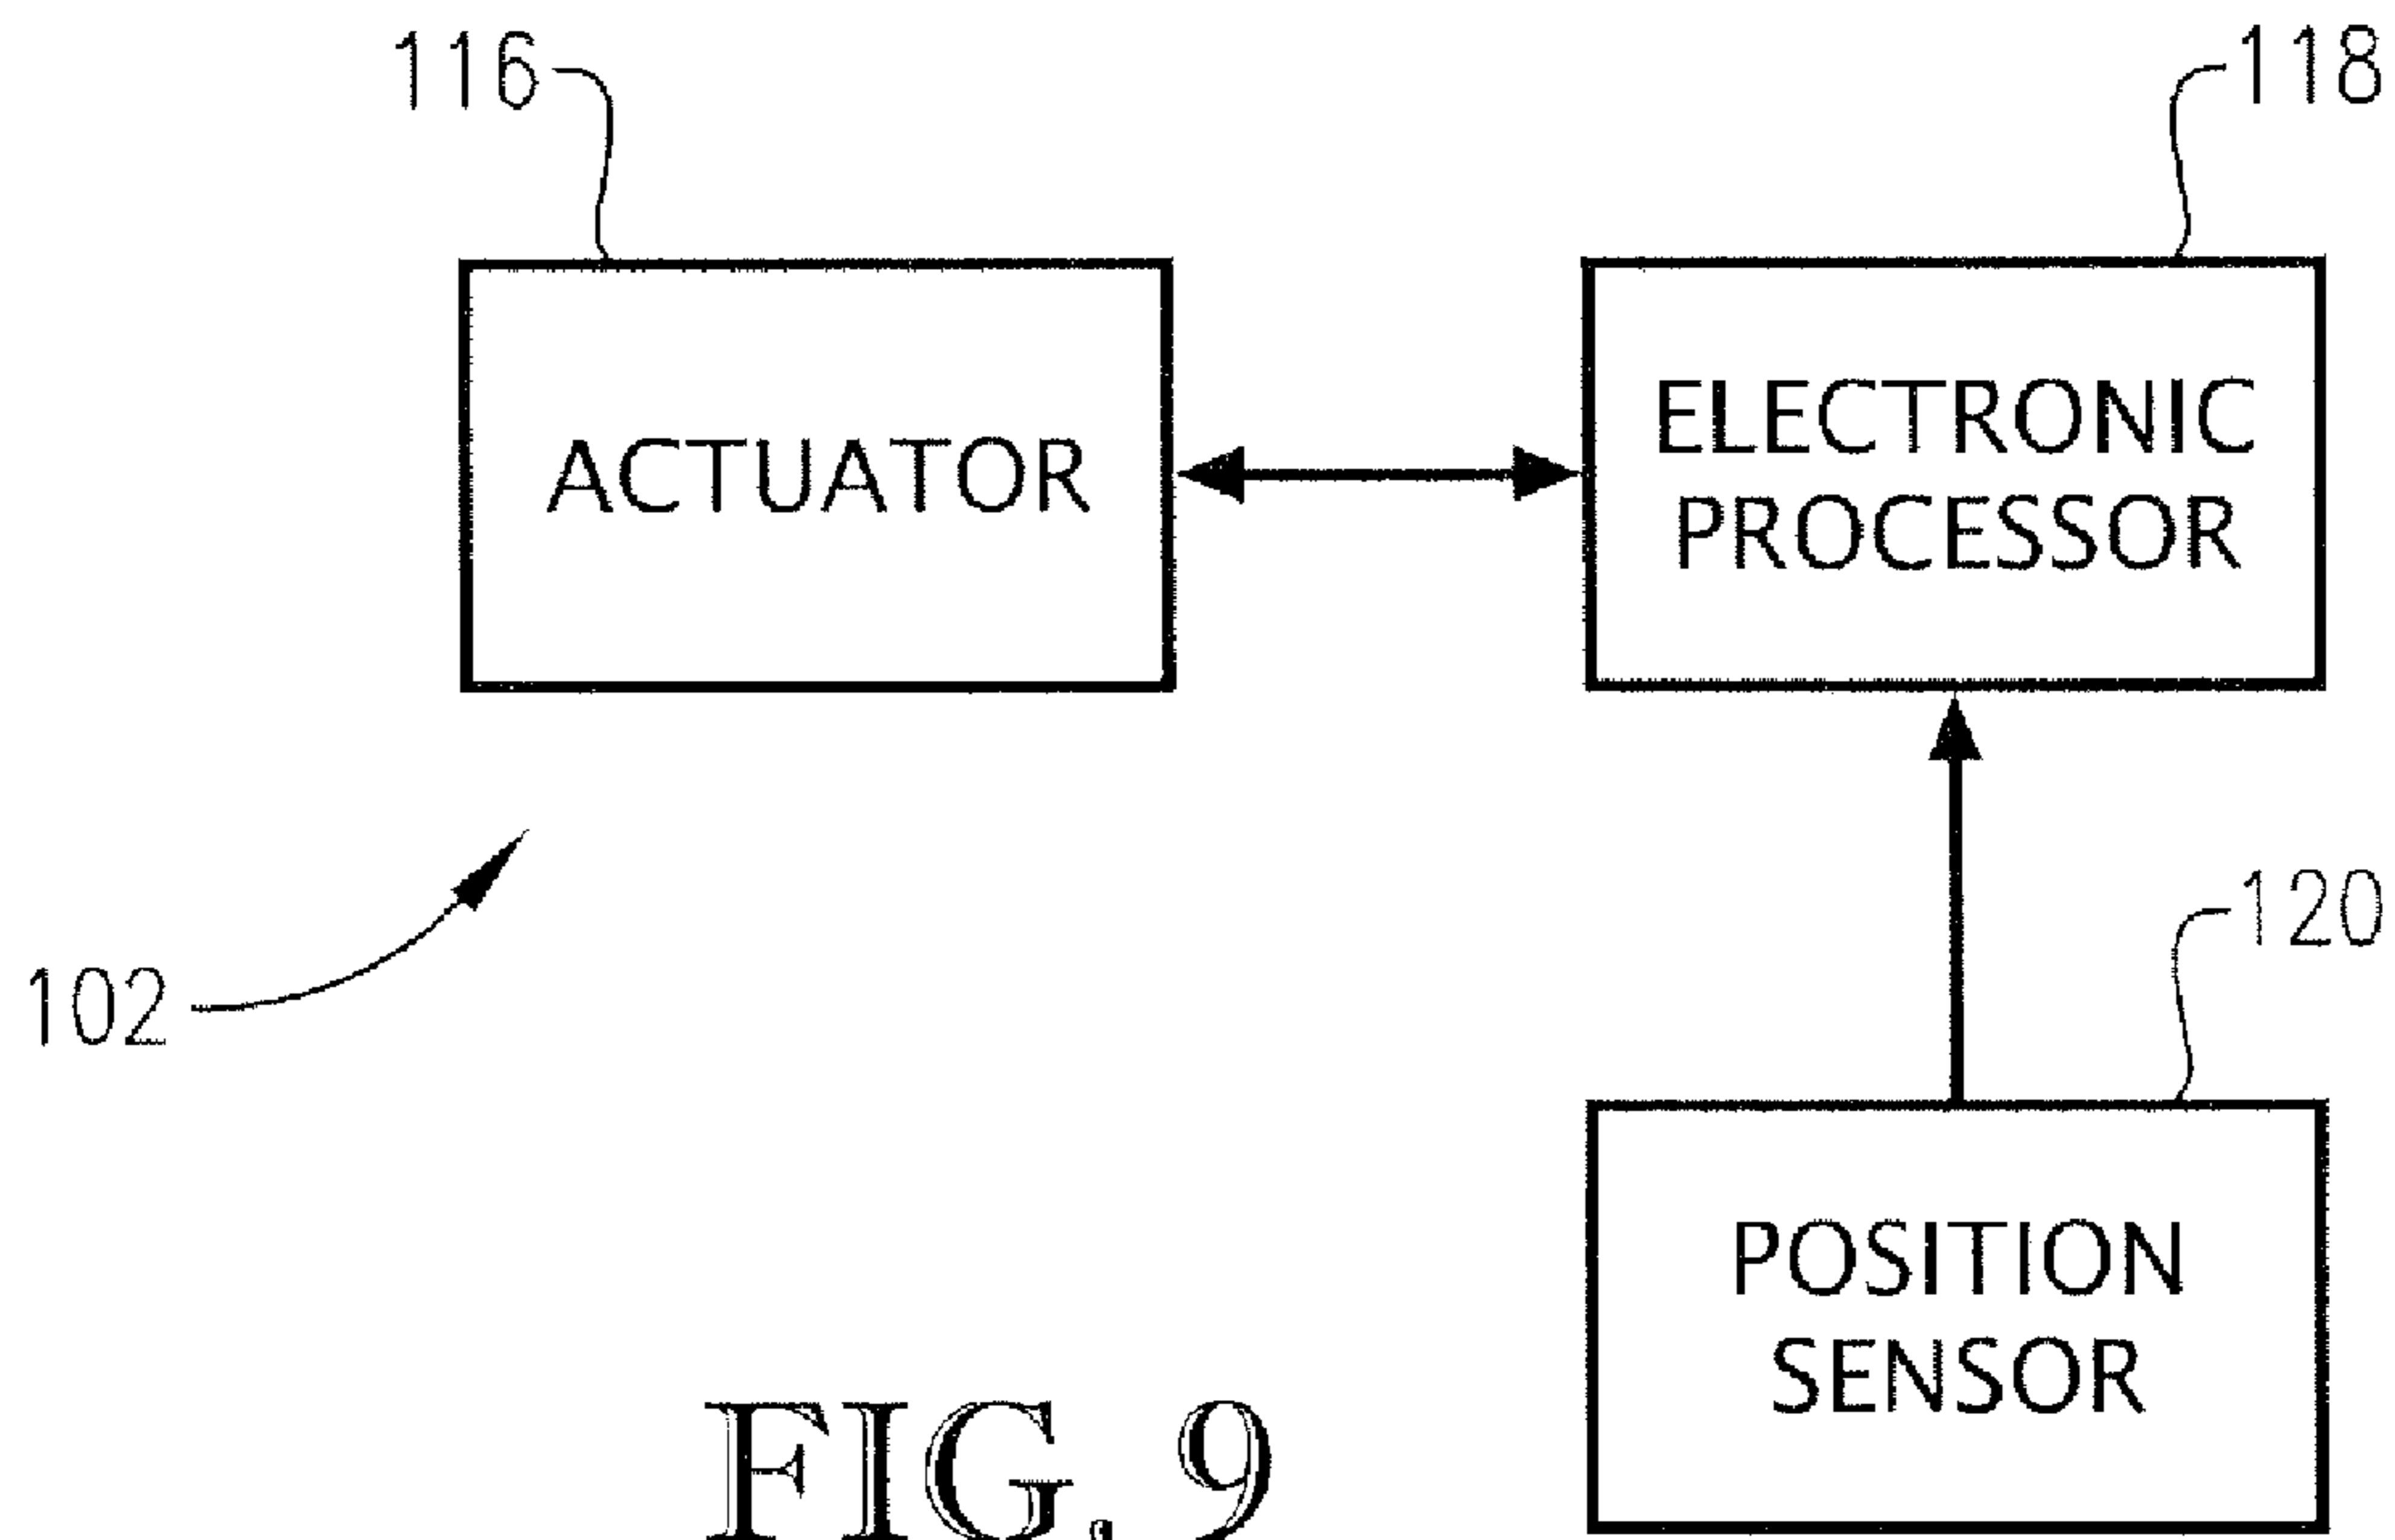 116
118
ACTUATOR
ELECTRONIC
PROCESSOR
102
120
POSITION
SENSOR
FIG. 9